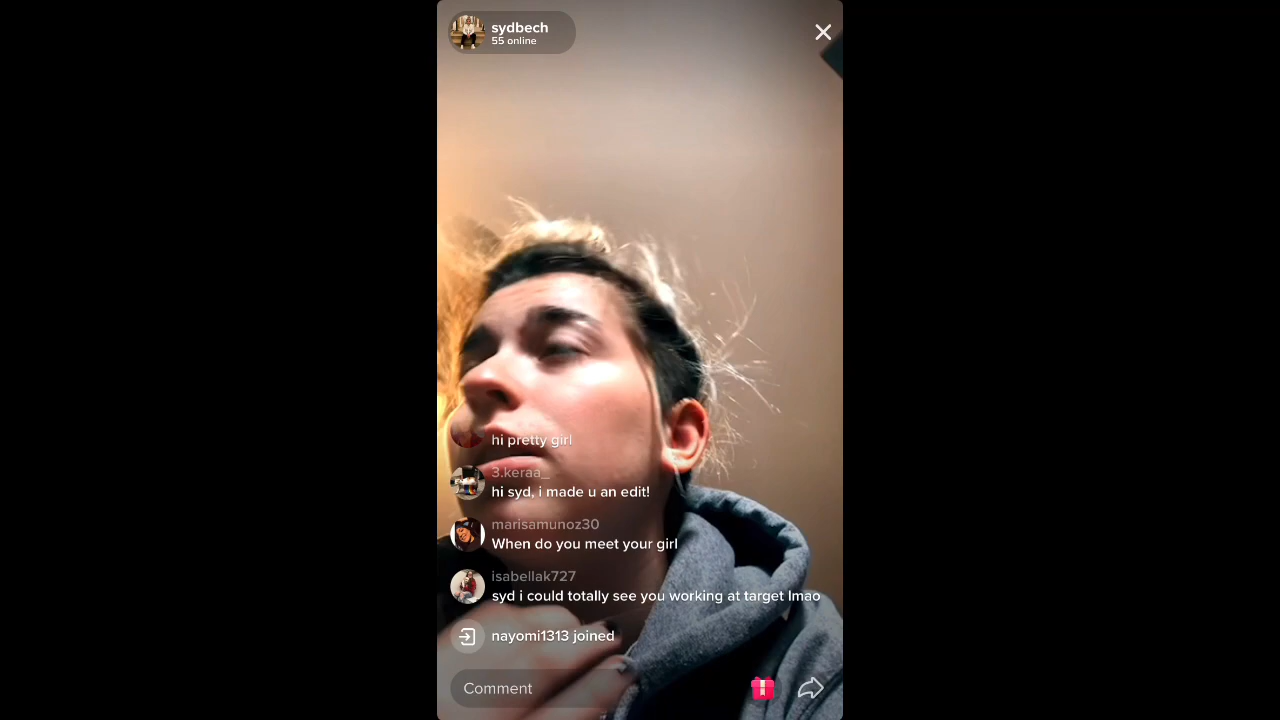 sydbech
55 online
hi pretty girl
3.keraa_
hi syd, i made u an edit!
marisamunoz30
When do you meet your girl
isabellak727
syd i could totally see you working at target lmao
nayomi1313 joined
Comment